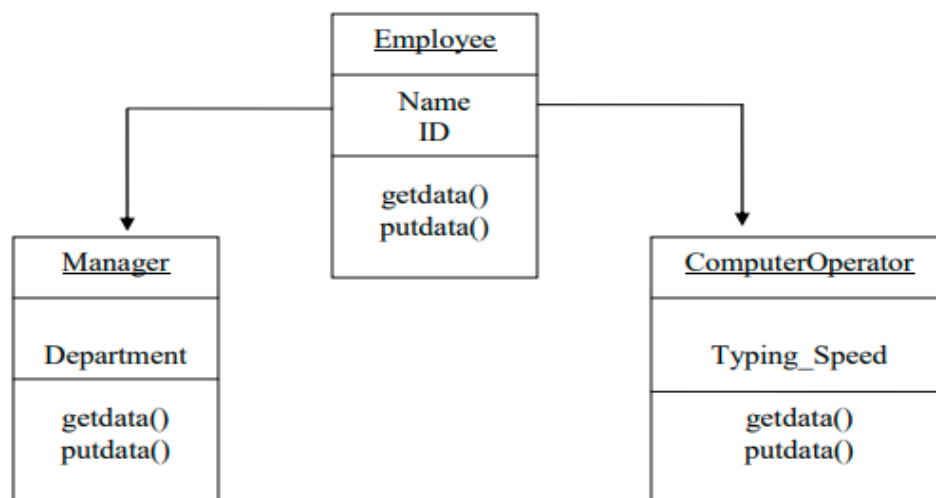 Employee
Name
ID
getdata()
putdata()
Manager
Department
getdata()
putdata()
ComputerOperator
Typing_Speed
getdata()
putdata()